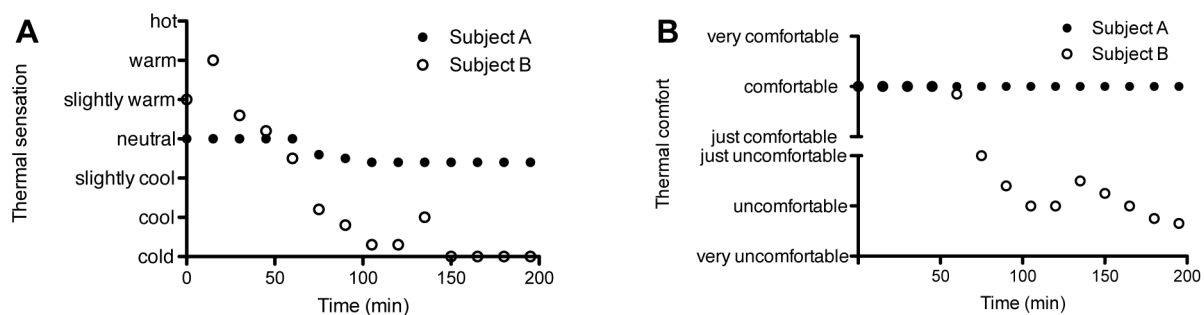 A
Thermal sensation
hot
warm
slightly warm
neutral
slightly cool
cool
cold
Subject A
Subject B
0
50
100
150
200
Time (min)
B
Thermal comfort
very comfortable
comfortable
just comfortable
just uncomfortable
uncomfortable
very uncomfortable
Subject A
Subject B
50
100
150
200
Time (min)